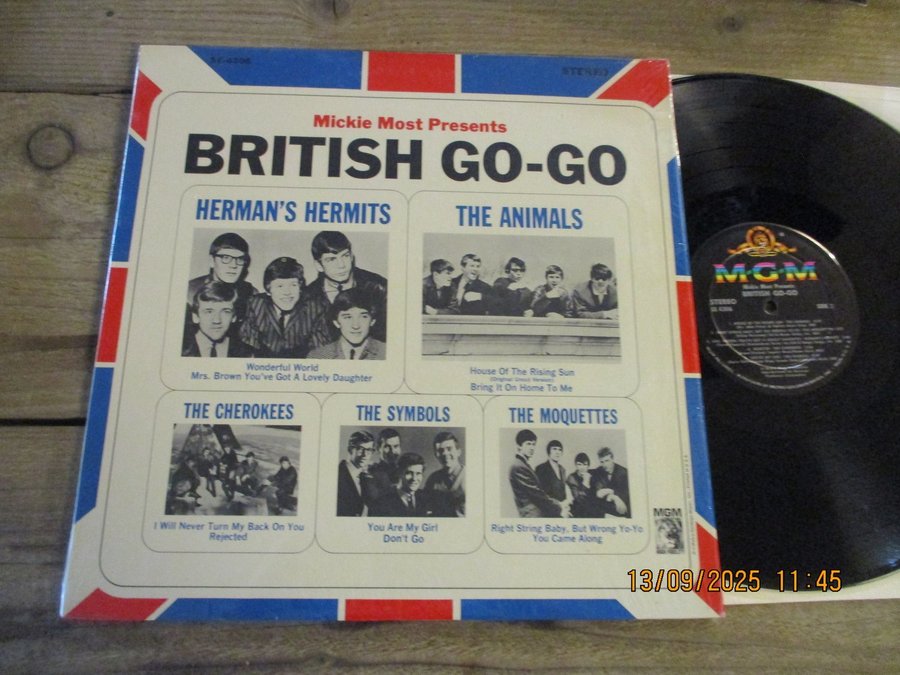 SE-4306
STEREO
Mickie Most Presents
BRITISH GO-GO
HERMAN'S HERMITS
Wonderful World
Mrs. Brown You've Got A Lovely Daughter
THE ANIMALS
House Of The Rising Sun
(Original Uncut Version)
Bring It On Home To Me
THE CHEROKEES
I Will Never Turn My Back On You
Rejected
THE SYMBOLS
You Are My Girl
Don't Go
THE MOQUETTES
Right String Baby, But Wrong Yo-Yo
You Came Along
MGM
M-G-M
Mickie Most Presents
BRITISH GO-GO
STEREO
SE 4306
13/09/2025 11:45